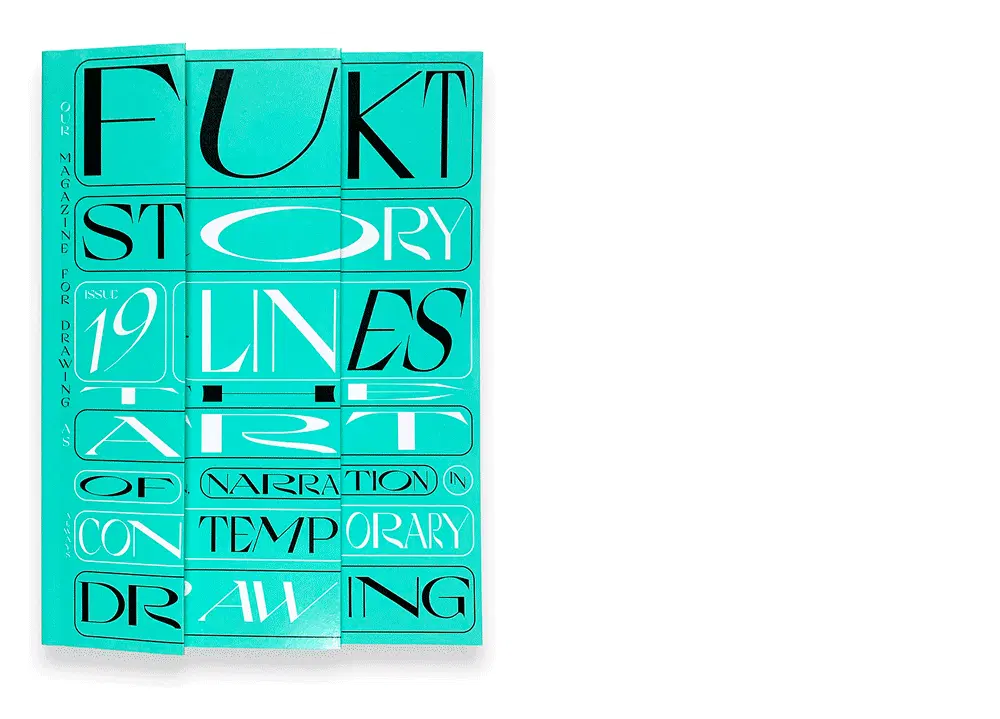 FUKT
STORY
ISSUE
19
LINES
THE
ART
OF NARRATION IN
CONTEMPORARY
DRAWING
OUR MAGAZINE FOR DRAWING AS